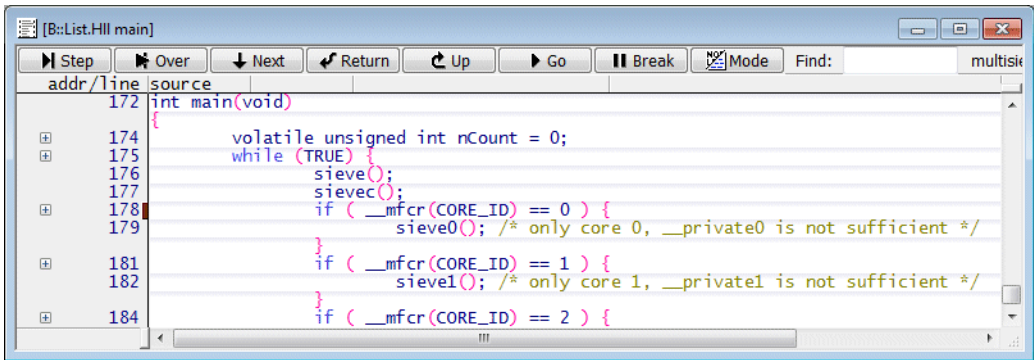 [B::List.Hll main]
Step Over Next Return Up Go Break Mode Find: multisie
addr/line source
172 int main(void)
{
174 volatile unsigned int nCount = 0;
175 while (TRUE) {
176 sieve();
177 sievec();
178 if ( __mfcr(CORE_ID) == 0 ) {
179 sieve0(); /* only core 0, __private0 is not sufficient */
}
181 if ( __mfcr(CORE_ID) == 1 ) {
182 sieve1(); /* only core 1, __private1 is not sufficient */
}
184 if ( __mfcr(CORE_ID) == 2 ) {